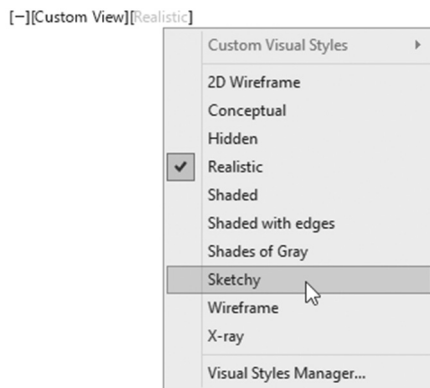 [−][Custom View][Realistic]
Custom Visual Styles
2D Wireframe
Conceptual
Hidden
Realistic
Shaded
Shaded with edges
Shades of Gray
Sketchy
Wireframe
X-ray
Visual Styles Manager...